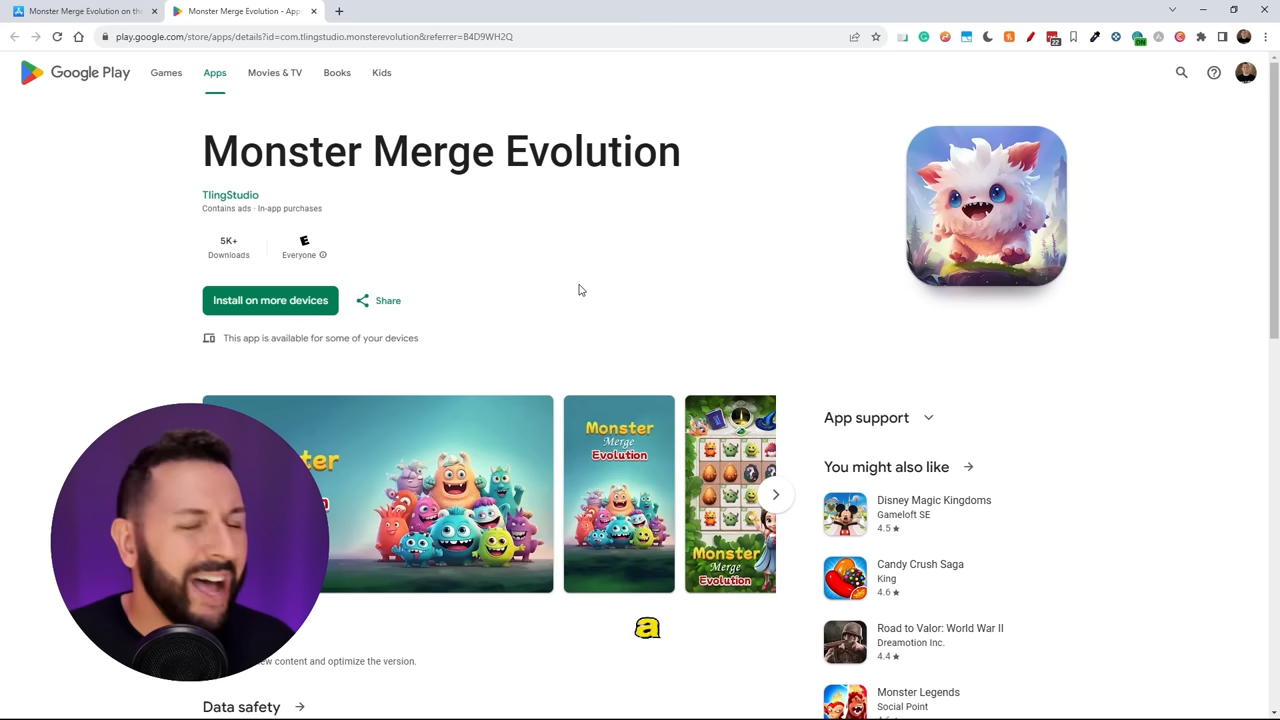 Monster Merge Evolution on the
Monster Merge Evolution - App
play.google.com/store/apps/details?id=com.tlingstudio.monsterevolution&referrer=B4D9WH2Q
22
ON
Google Play
Games
Apps
Movies & TV
Books
Kids
Monster Merge Evolution
TlingStudio
Contains ads · In-app purchases
5K+
Downloads
E
Everyone
Install on more devices
Share
This app is available for some of your devices
ster
Monster
Merge
Evolution
Monster
Merge
Evolution
App support
You might also like
Disney Magic Kingdoms
Gameloft SE
4.5★
Candy Crush Saga
King
4.6★
Road to Valor: World War II
Dreamotion Inc.
4.4★
Monster Legends
Social Point
a
ew content and optimize the version.
Data safety